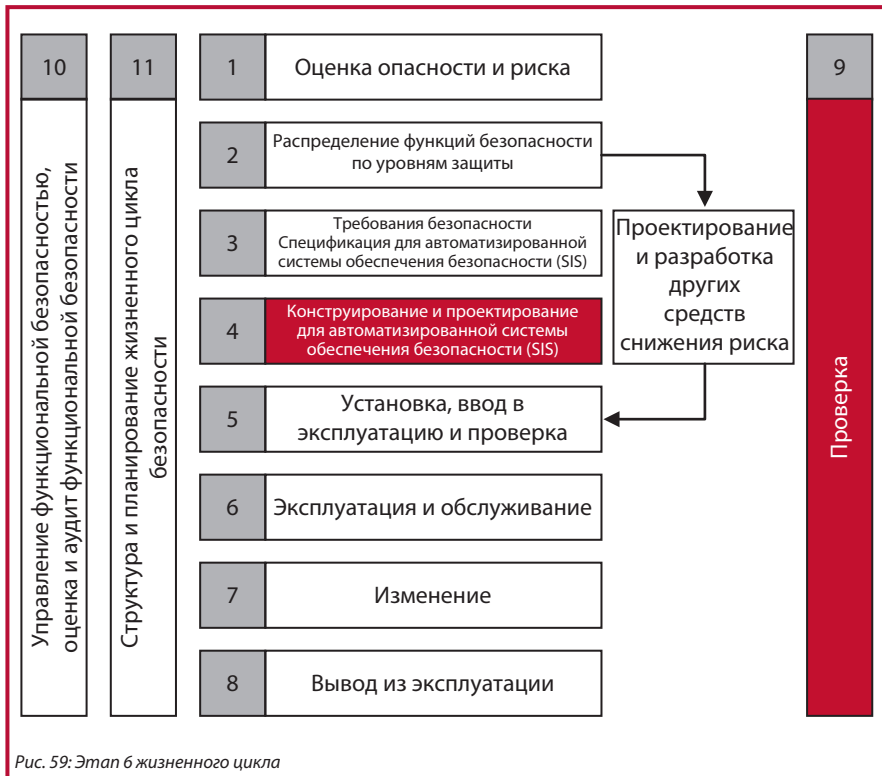 10
Управление функциональной безопасностью,
оценка и аудит функциональной безопасности
11
Структура и планирование жизненного цикла
безопасности
1
Оценка опасности и риска
2
Распределение функций безопасности
по уровням защиты
3
Требования безопасности
Спецификация для автоматизированной
системы обеспечения безопасности (SIS)
4
Конструирование и проектирование
для автоматизированной системы
обеспечения безопасности (SIS)
5
Установка, ввод в
эксплуатацию и проверка
6
Эксплуатация и обслуживание
7
Изменение
8
Вывод из эксплуатации
Проектирование
и разработка
других
средств
снижения риска
9
Проверка
Рис. 59: Этап 6 жизненного цикла